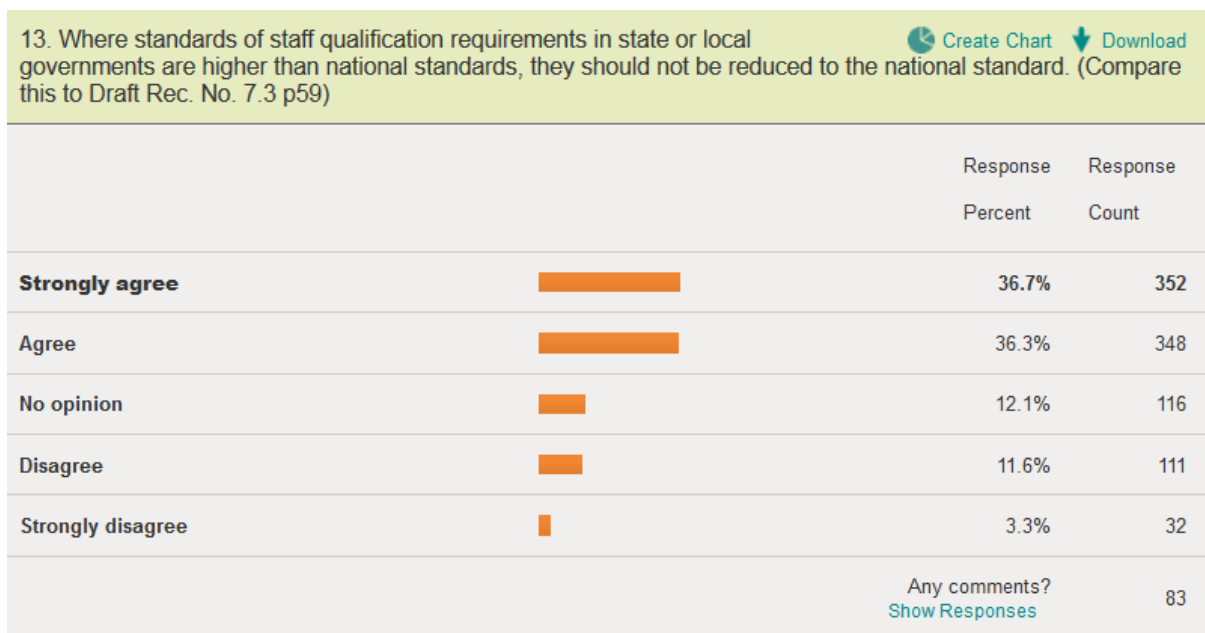 13. Where standards of staff qualification requirements in state or local
Create Chart Download
governments are higher than national standards, they should not be reduced to the national standard. (Compare
this to Draft Rec. No. 7.3 p59)
Response Response
Percent Count
Strongly agree 36.7% 352
Agree 36.3% 348
No opinion 12.1% 116
Disagree 11.6% 111
Strongly disagree 3.3% 32
Any comments? 83
Show Responses